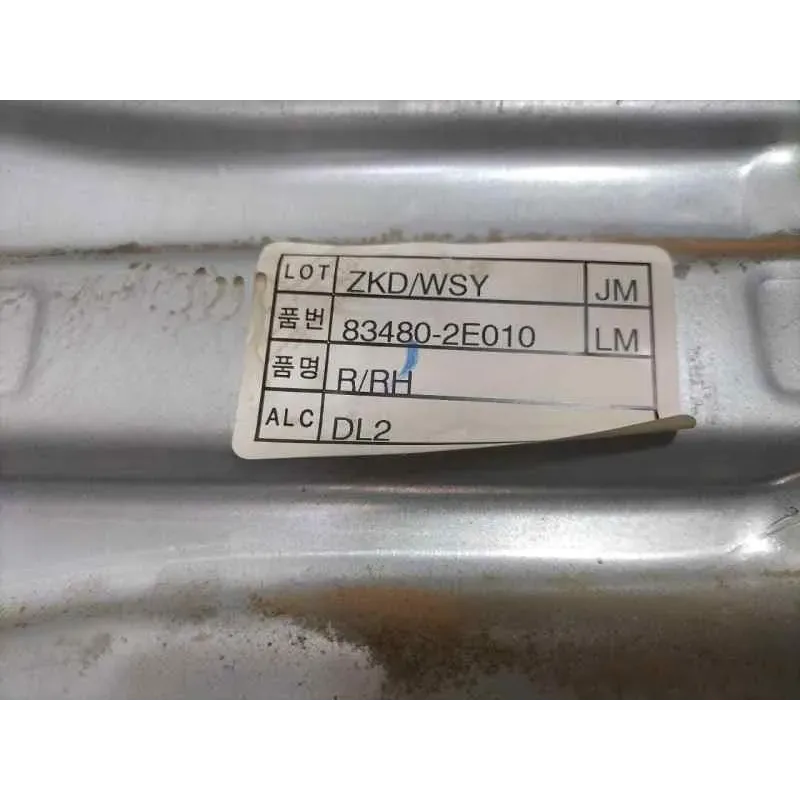 LOT ZKD/WSY JM
품번 83480-2E010 LM
품명 R/RH
ALC DL2